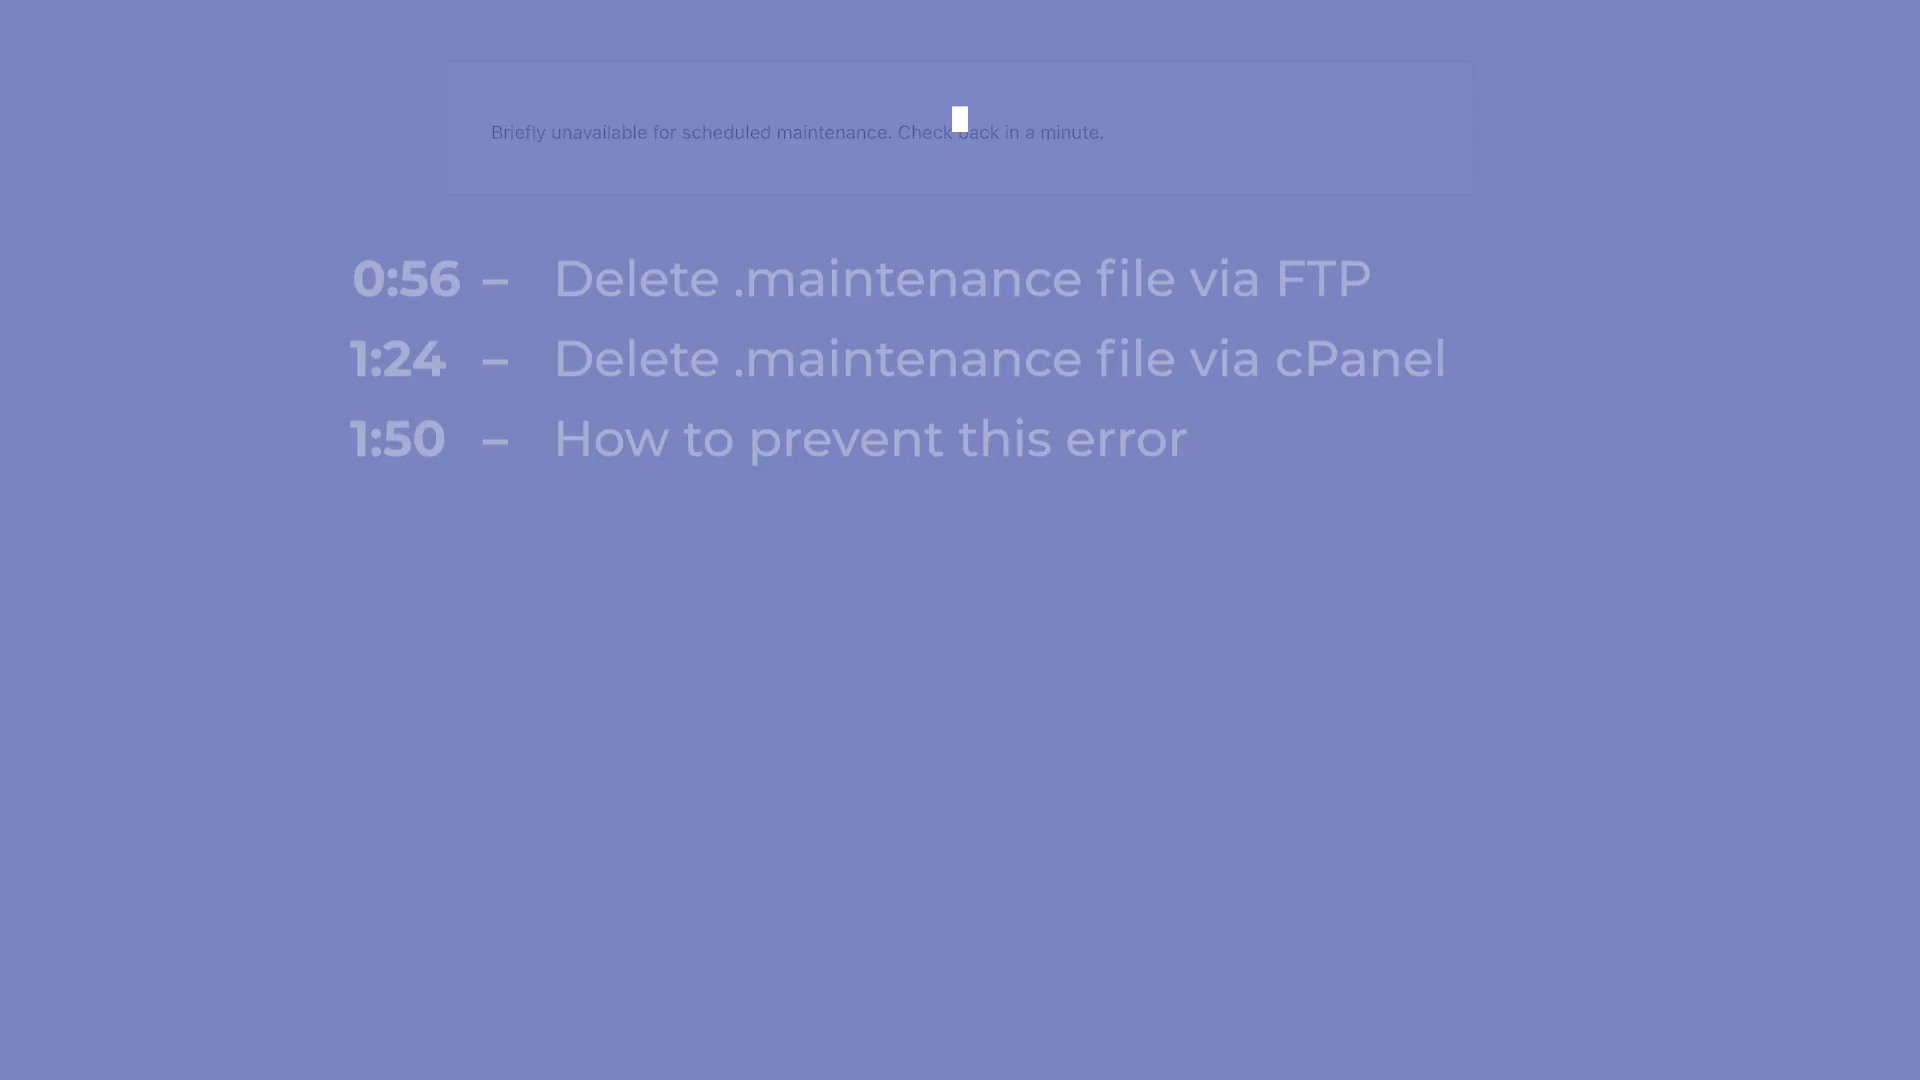 Briefly unavailable for scheduled maintenance. Check back in a minute.
0:56 – Delete .maintenance file via FTP
1:24 – Delete .maintenance file via cPanel
1:50 – How to prevent this error